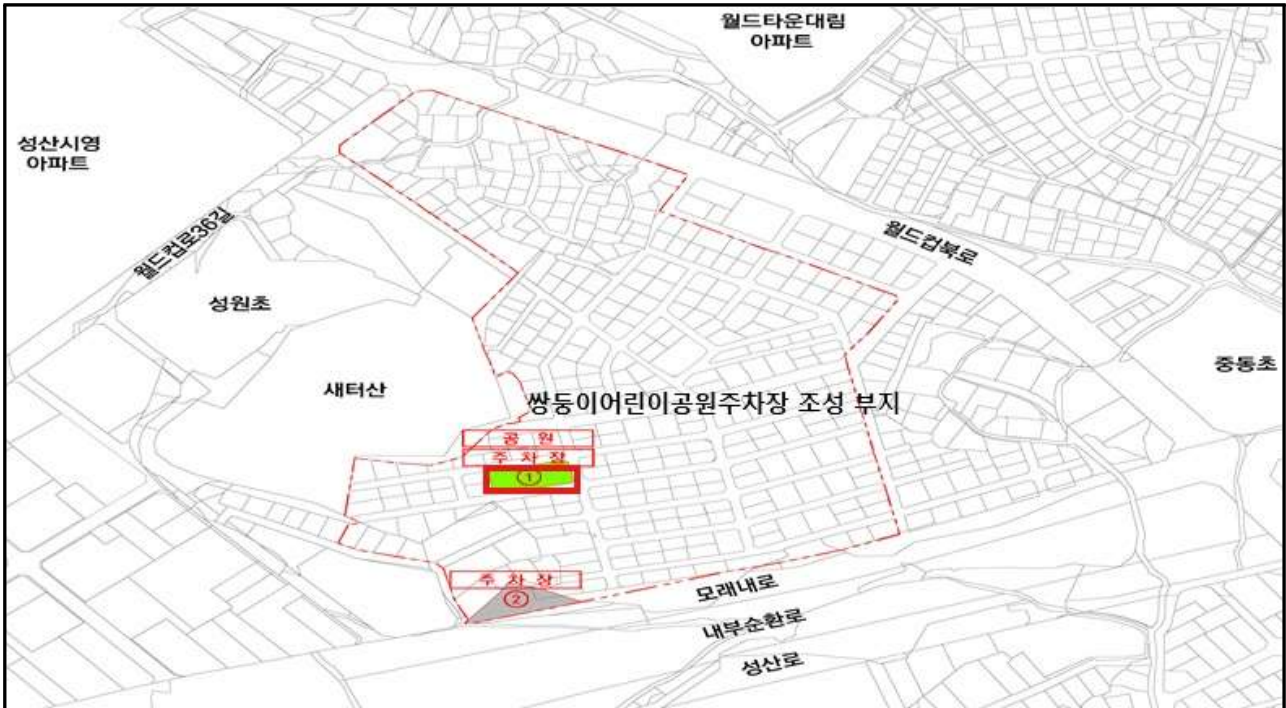 월드타운대림
아파트
성산시영
아파트
월드컵로36길
월드컵북로
성원초
중동초
새터산
쌍둥이어린이공원주차장 조성 부지
공 원
주 차 장
①
주 차 장
②
모래내로
내부순환로
성산로